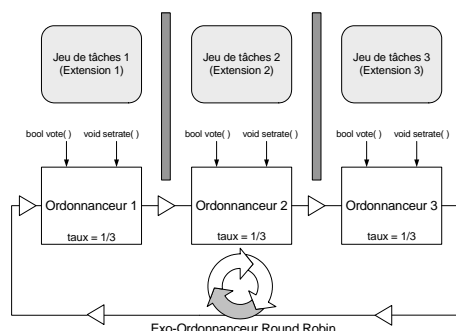 Jeu de tâches 1
(Extension 1)
Jeu de tâches 2
(Extension 2)
Jeu de tâches 3
(Extension 3)
bool vote( ) void setrate( )
bool vote( ) void setrate( )
bool vote( ) void setrate( )
Ordonnanceur 1
taux = 1/3
Ordonnanceur 2
taux = 1/3
Ordonnanceur 3
taux = 1/3
Exo-Ordonnanceur Round Robin